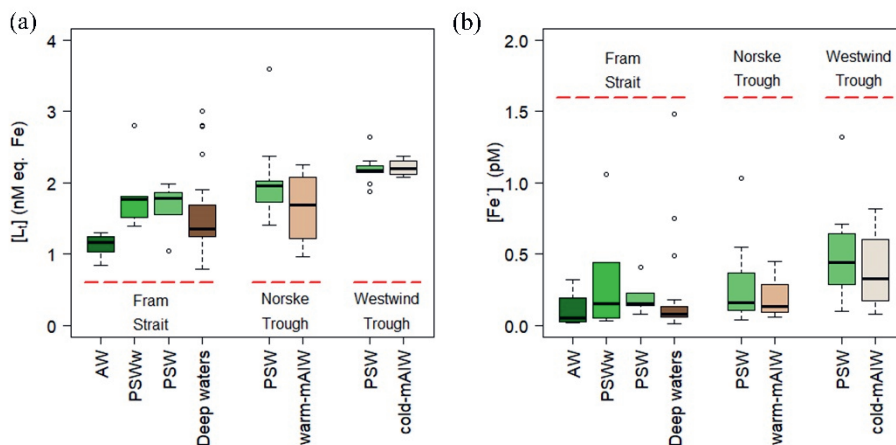 (a)
[Lt] (nM eq. Fe)
4
3
2
1
0
Fram
Strait
Norske
Trough
Westwind
Trough
AW
PSWw
PSW
Deep waters
PSW
warm-mAIW
PSW
cold-mAIW
(b)
[Fe´] (pM)
2.0
1.5
1.0
0.5
0.0
Fram
Strait
Norske
Trough
Westwind
Trough
AW
PSWw
PSW
Deep waters
PSW
warm-mAIW
PSW
cold-mAIW